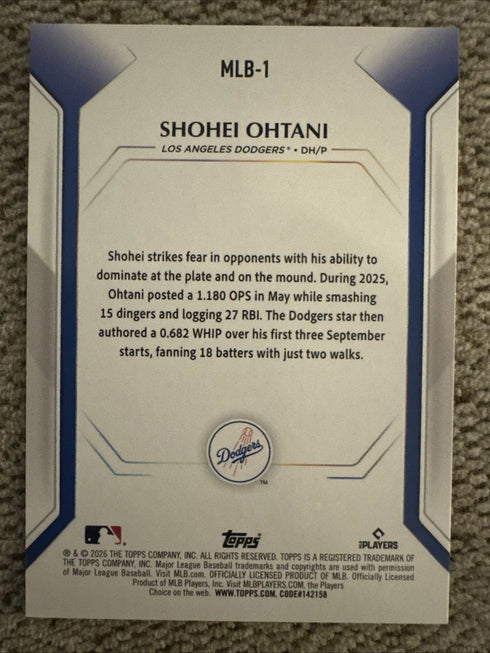 MLB-1
SHOHEI OHTANI
LOS ANGELES DODGERS® • DH/P
Shohei strikes fear in opponents with his ability to
dominate at the plate and on the mound. During 2025,
Ohtani posted a 1.180 OPS in May while smashing
15 dingers and logging 27 RBI. The Dodgers star then
authored a 0.682 WHIP over his first three September
starts, fanning 18 batters with just two walks.
Dodgers
TM
Topps
MLB PLAYERS
® & © 2026 THE TOPPS COMPANY, INC. ALL RIGHTS RESERVED. TOPPS IS A REGISTERED TRADEMARK OF
THE TOPPS COMPANY, INC. Major League Baseball trademarks and copyrights are used with permission
of Major League Baseball. Visit MLB.com. OFFICIALLY LICENSED PRODUCT OF MLB. Officially Licensed
Product of MLB Players, Inc. Visit MLBPLAYERS.COM, the Players
Choice on the web. WWW.TOPPS.COM, CODE#142158